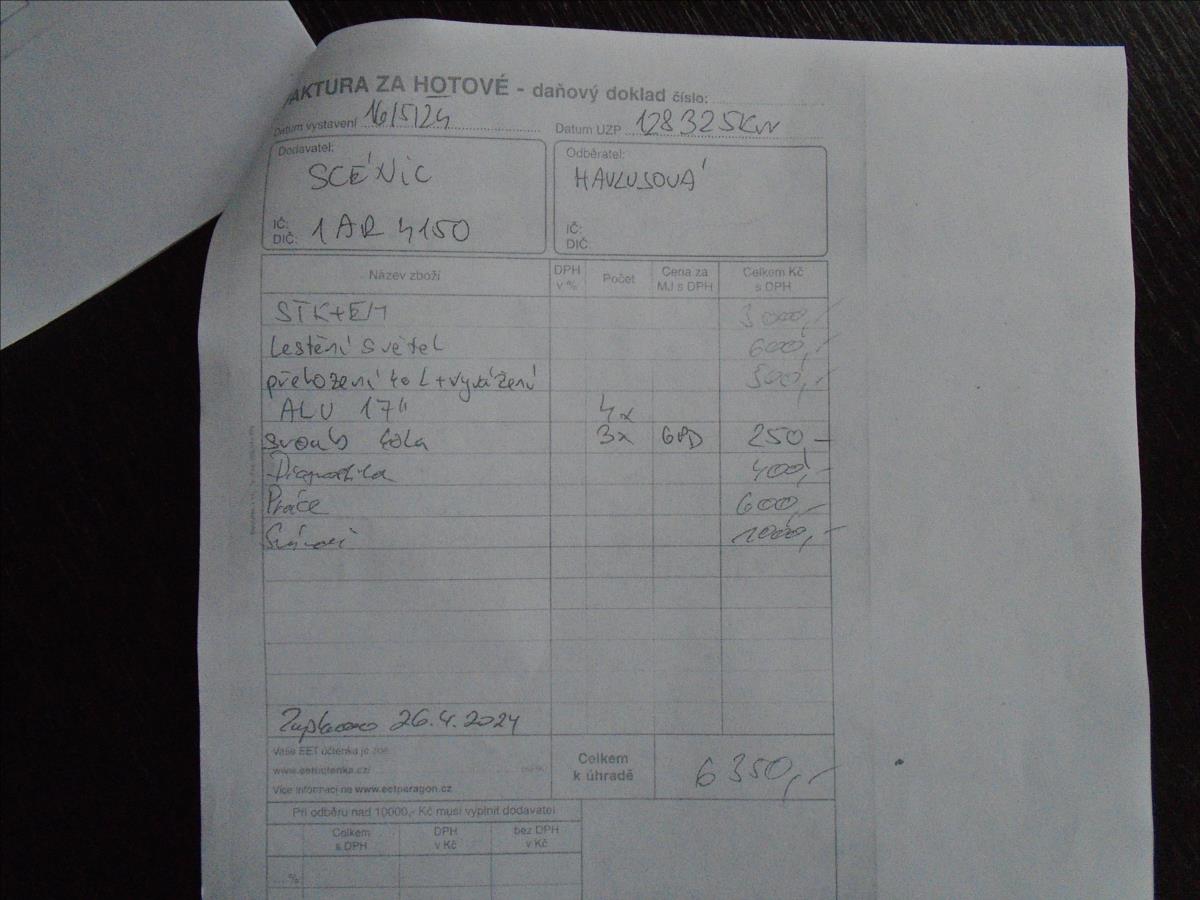 FAKTURA ZA HOTOVÉ - daňový doklad číslo:
Datum vystavení 16/5/24 Datum UZP 128325KM
Dodavatel: Odběratel:
SCÉNIC HAVLUSOVÁ
IČ: IČ:
DIČ: 1AR 4150 DIČ:
Název zboží DPH v % Počet Cena za MJ s DPH Celkem Kč s DPH
STK+EM 3000,-
Leštění světel 600,-
přehození kol+vyvážení 500,-
ALU 17" 4x
šroub kola 3x 250-
Diagnostika 400,-
Práce 600,-
1000,-
Zaplaceno 26.4.2024
Vaše EET účtenka je zde
www.eetuctenka.cz/
Více informací na www.eetparagon.cz
Celkem k úhradě 6350,-
Při odběru nad 10000,- Kč musí vyplnit dodavatel
Celkem s DPH DPH v Kč bez DPH v Kč
...%